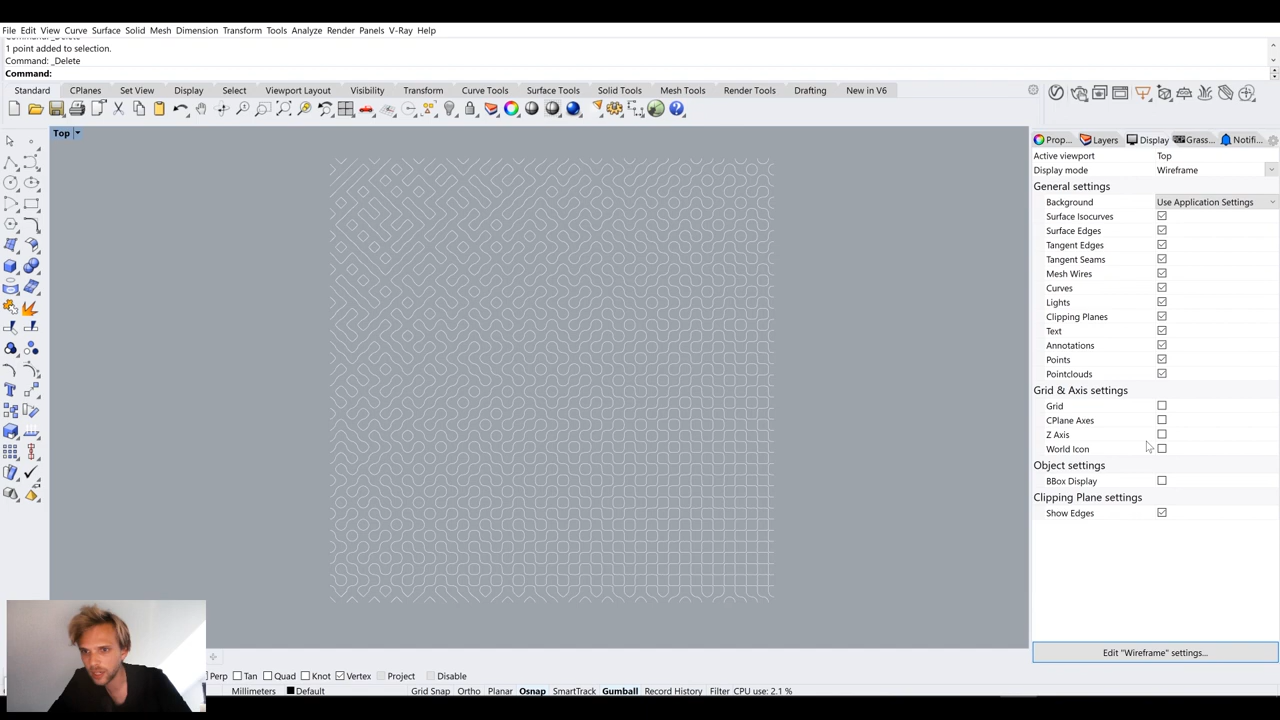 File Edit View Curve Surface Solid Mesh Dimension Transform Tools Analyze Render Panels V-Ray Help
1 point added to selection.
Command: _Delete
Command:
Standard CPlanes Set View Display Select Viewport Layout Visibility Transform Curve Tools Surface Tools Solid Tools Mesh Tools Render Tools Drafting New in V6
Top
Prop... Layers Display Grass... Notifi...
Active viewport Top
Display mode Wireframe
General settings
Background Use Application Settings
Surface Isocurves
Surface Edges
Tangent Edges
Tangent Seams
Mesh Wires
Curves
Lights
Clipping Planes
Text
Annotations
Points
Pointclouds
Grid & Axis settings
Grid
CPlane Axes
Z Axis
World Icon
Object settings
BBox Display
Clipping Plane settings
Show Edges
Edit "Wireframe" settings...
Perp Tan Quad Knot Vertex Project Disable
Millimeters Default Grid Snap Ortho Planar Osnap SmartTrack Gumball Record History Filter CPU use: 2.1 %